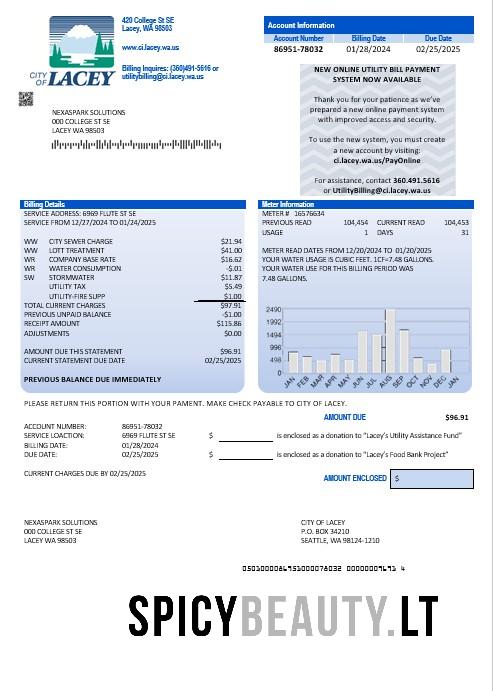 420 College St SE
Lacey, WA 98503
www.ci.lacey.wa.us
Billing Inquires: (360)491-5616 or
utilitybilling@ci.lacey.wa.us
CITY OF LACEY
Account Information
Account Number Billing Date Due Date
86951-78032 01/28/2024 02/25/2025
NEW ONLINE UTILITY BILL PAYMENT
SYSTEM NOW AVAILABLE
Thank you for your patience as we've
prepared a new online payment system
with improved access and security.
To use the new system, you must create
a new account by visiting:
ci.lacey.wa.us/PayOnline
For assistance, contact 360.491.5616
or UtilityBilling@ci.lacey.wa.us
NEXASPARK SOLUTIONS
000 COLLEGE ST SE
LACEY WA 98503
Billing Details
SERVICE ADDRESS: 6969 FLUTE ST SE
SERVICE FROM 12/27/2024 TO 01/24/2025
WW CITY SEWER CHARGE $21.94
WW LOTT TREATMENT $41.00
WR COMPANY BASE RATE $16.62
WR WATER CONSUMPTION -$.01
SW STORMWATER $11.87
UTILITY TAX $5.49
UTILITY-FIRE SUPP $1.00
TOTAL CURRENT CHARGES $97.91
PREVIOUS UNPAID BALANCE -$1.00
RECEIPT AMOUNT $115.86
ADJUSTMENTS $0.00
AMOUNT DUE THIS STATEMENT $96.91
CURRENT STATEMENT DUE DATE 02/25/2025
PREVIOUS BALANCE DUE IMMEDIATELY
Meter Information
METER # 16576634
PREVIOUS READ 104,454 CURRENT READ 104,453
USAGE 1 DAYS 31
METER READ DATES FROM 12/20/2024 TO 01/20/2025
YOUR WATER USAGE IS CUBIC FEET. 1CF=7.48 GALLONS.
YOUR WATER USE FOR THIS BILLING PERIOD WAS
7.48 GALLONS.
2490
1992
1494
996
498
0
JAN FEB MAR APR MAY JUN JUL AUG SEP OCT NOV DEC JAN
PLEASE RETURN THIS PORTION WITH YOUR PAMENT. MAKE CHECK PAYABLE TO CITY OF LACEY.
AMOUNT DUE $96.91
ACCOUNT NUMBER: 86951-78032
SERVICE LOACTION: 6969 FLUTE ST SE
BILLING DATE: 01/28/2024
DUE DATE: 02/25/2025
$ is enclosed as a donation to "Lacey's Utility Assistance Fund"
$ is enclosed as a donation to "Lacey's Food Bank Project"
CURRENT CHARGES DUE BY 02/25/2025
AMOUNT ENCLOSED $
NEXASPARK SOLUTIONS
000 COLLEGE ST SE
LACEY WA 98503
CITY OF LACEY
P.O. BOX 34210
SEATTLE, WA 98124-1210
SPICYBEAUTY.LT